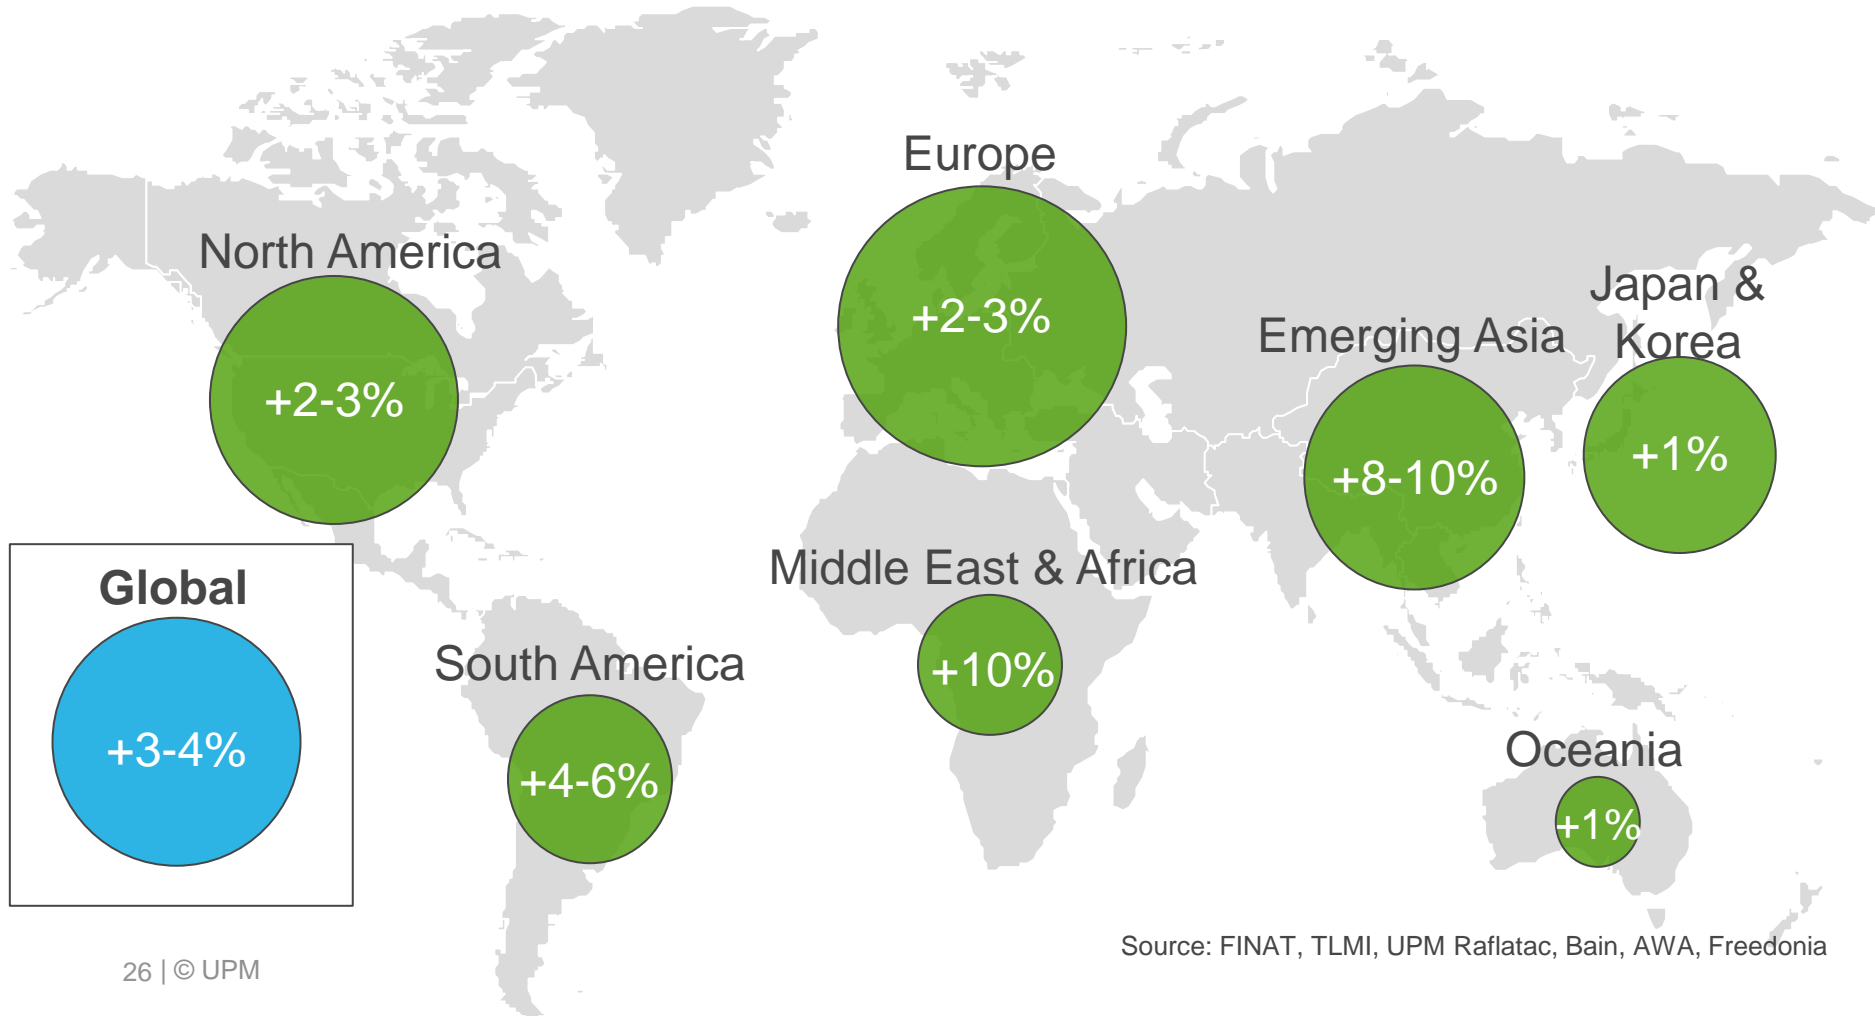 Europe
+2-3%
North America
+2-3%
Japan &
Korea
+1%
Emerging Asia
+8-10%
Middle East & Africa
+10%
Global
+3-4%
South America
+4-6%
Oceania
+1%
Source: FINAT, TLMI, UPM Raflatac, Bain, AWA, Freedonia
26 | © UPM